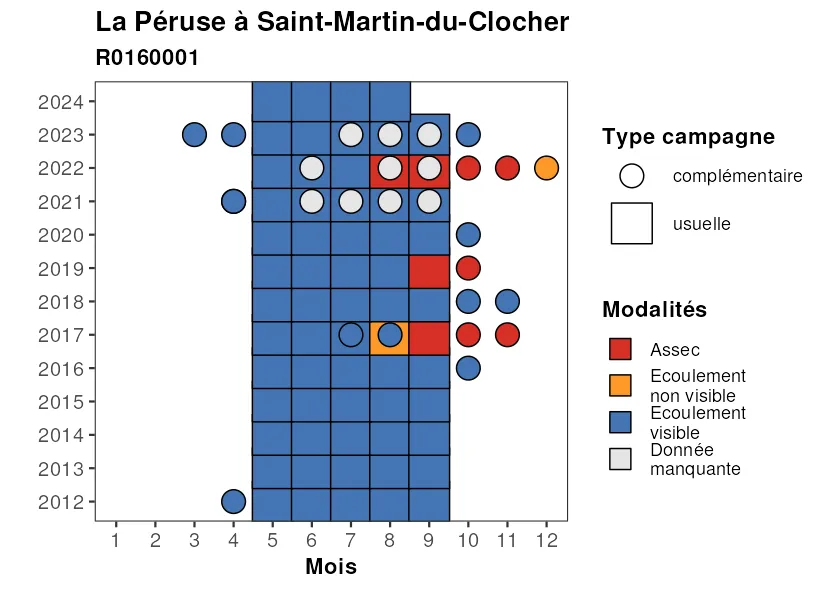 La Péruse à Saint-Martin-du-Clocher
R0160001
2024
2023
2022
2021
2020
2019
2018
2017
2016
2015
2014
2013
2012
1 2 3 4 5 6 7 8 9 10 11 12
Mois
Type campagne
complémentaire
usuelle
Modalités
Assec
Ecoulement
non visible
Ecoulement
visible
Donnée
manquante